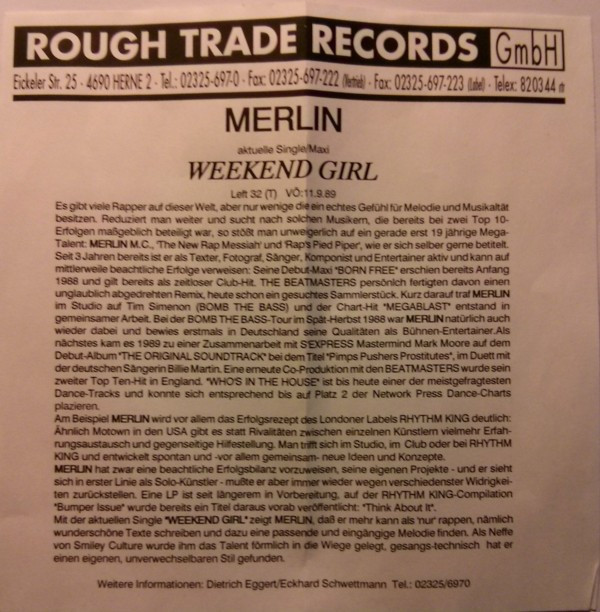 ROUGH TRADE RECORDS GmbH
Eickeler Str. 25 · 4690 HERNE 2 · Tel.: 02325-697-0 · Fax: 02325-697-222 (Vertrieb) · Fax: 02325-697-223 (Label) · Telex: 820344 rtr
MERLIN
aktuelle Single/Maxi
WEEKEND GIRL
Left 32 (T) VÖ:11.9.89
Es gibt viele Rapper auf dieser Welt, aber nur wenige die ein echtes Gefühl für Melodie und Musikaltät
besitzen. Reduziert man weiter und sucht nach solchen Musikern, die bereits bei zwei Top 10-
Erfolgen maßgeblich beteiligt war, so stößt man unweigerlich auf ein gerade erst 19 jährige Mega-
Talent: MERLIN M.C., 'The New Rap Messiah' und 'Rap's Pied Piper', wie er sich selber gerne betitelt.
Seit 3 Jahren bereits ist er als Texter, Fotograf, Sänger, Komponist und Entertainer aktiv und kann auf
mittlerweile beachtliche Erfolge verweisen: Seine Debut-Maxi "BORN FREE" erschien bereits Anfang
1988 und gilt bereits als zeitloser Club-Hit. THE BEATMASTERS persönlich fertigten davon einen
unglaublich abgedrehten Remix, heute schon ein gesuchtes Sammlerstück. Kurz darauf traf MERLIN
im Studio auf Tim Simenon (BOMB THE BASS) und der Chart-Hit "MEGABLAST" entstand in
gemeinsamer Arbeit. Bei der BOMB THE BASS-Tour im Spät-Herbst 1988 war MERLIN natürlich auch
wieder dabei und bewies erstmals in Deutschland seine Qualitäten als Bühnen-Entertainer.Als
nächstes kam es 1989 zu einer Zusammenarbeit mit S'EXPRESS Mastermind Mark Moore auf dem
Debut-Album "THE ORIGINAL SOUNDTRACK" bei dem Titel "Pimps Pushers Prostitutes", im Duett mit
der deutschen Sängerin Billie Martin. Eine erneute Co-Produktion mit den BEATMASTERS wurde sein
zweiter Top Ten-Hit in England. "WHO'S IN THE HOUSE" ist bis heute einer der meistgefragtesten
Dance-Tracks und konnte sich entsprechend bis auf Platz 2 der Network Press Dance-Charts
plazieren.
Am Beispiel MERLIN wird vor allem das Erfolgsrezept des Londoner Labels RHYTHM KING deutlich:
Ähnlich Motown in den USA gibt es statt Rivalitäten zwischen einzelnen Künstlern vielmehr Erfah-
rungsaustausch und gegenseitige Hilfestellung. Man trifft sich im Studio, im Club oder bei RHYTHM
KING und entwickelt spontan und -vor allem gemeinsam- neue Ideen und Konzepte.
MERLIN hat zwar eine beachtliche Erfolgsbilanz vorzuweisen, seine eigenen Projekte - und er sieht
sich in erster Linie als Solo-Künstler - mußte er aber immer wieder wegen verschiedenster Widrigkei-
ten zurückstellen. Eine LP ist seit längerem in Vorbereitung, auf der RHYTHM KING-Compilation
"Bumper Issue" wurde bereits ein Titel daraus vorab veröffentlicht: "Think About It".
Mit der aktuellen Single "WEEKEND GIRL" zeigt MERLIN, daß er mehr kann als 'nur' rappen, nämlich
wunderschöne Texte schreiben und dazu eine passende und eingängige Melodie finden. Als Neffe
von Smiley Culture wurde ihm das Talent förmlich in die Wiege gelegt, gesangs-technisch hat er
einen eigenen, unverwechselbaren Stil gefunden.
Weitere Informationen: Dietrich Eggert/Eckhard Schwettmann Tel.: 02325/6970